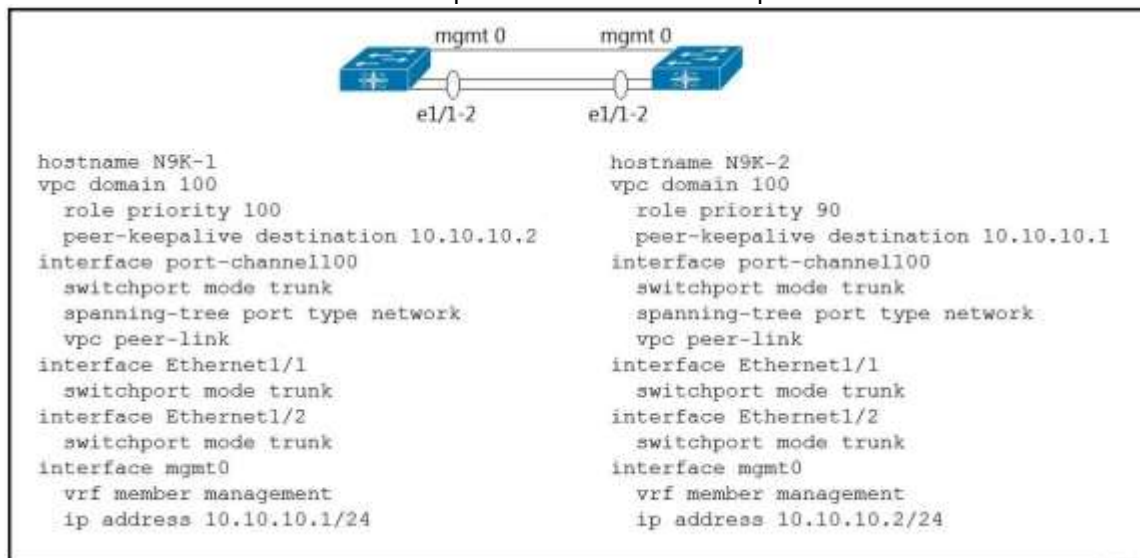 mgmt 0 mgmt 0
e1/1-2 e1/1-2
hostname N9K-1
vpc domain 100
role priority 100
peer-keepalive destination 10.10.10.2
interface port-channel100
switchport mode trunk
spanning-tree port type network
vpc peer-link
interface Ethernet1/1
switchport mode trunk
interface Ethernet1/2
switchport mode trunk
interface mgmt0
vrf member management
ip address 10.10.10.1/24
hostname N9K-2
vpc domain 100
role priority 90
peer-keepalive destination 10.10.10.1
interface port-channel100
switchport mode trunk
spanning-tree port type network
vpc peer-link
interface Ethernet1/1
switchport mode trunk
interface Ethernet1/2
switchport mode trunk
interface mgmt0
vrf member management
ip address 10.10.10.2/24